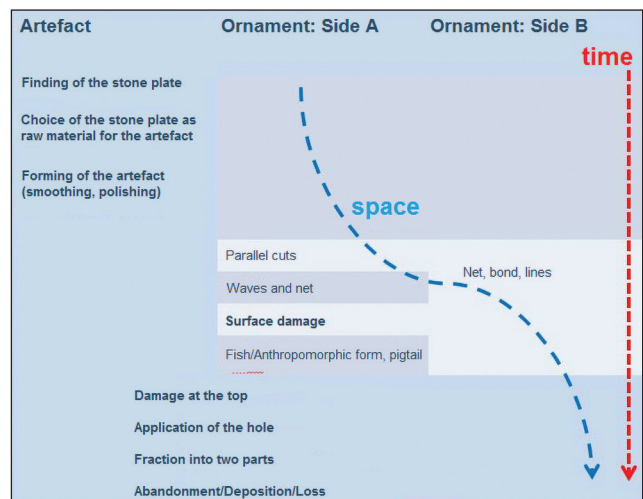 Artefact
Ornament: Side A
Ornament: Side B
time
Finding of the stone plate
Choice of the stone plate as
raw material for the artefact
Forming of the artefact
(smoothing, polishing)
space
Parallel cuts
Net, bond, lines
Waves and net
Surface damage
Fish/Anthropomorphic form, pigtail
Damage at the top
Application of the hole
Fraction into two parts
Abandonment/Deposition/Loss